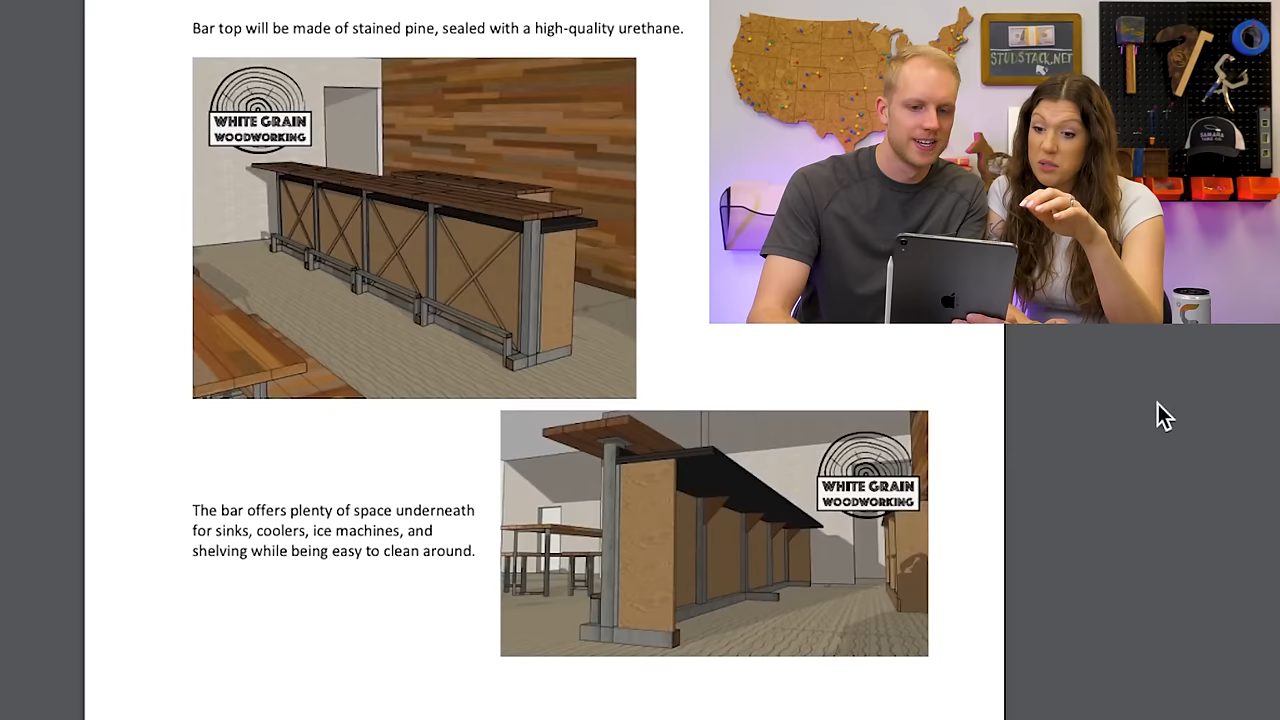 Bar top will be made of stained pine, sealed with a high-quality urethane.
WHITE GRAIN
WOODWORKING
STUDSTACK.NET
SAMARA
The bar offers plenty of space underneath
for sinks, coolers, ice machines, and
shelving while being easy to clean around.
WHITE GRAIN
WOODWORKING